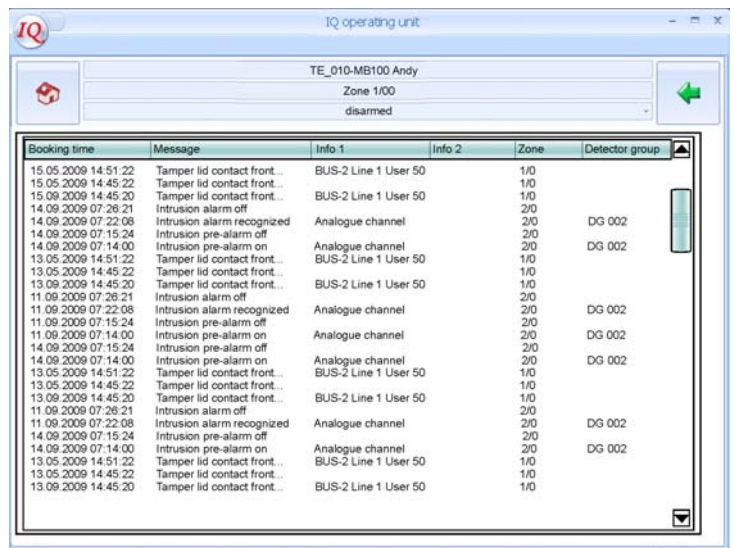 IQ operating unit
IQ
TE_010-MB100 Andy
Zone 1/00
disarmed
Booking time Message Info 1 Info 2 Zone Detector group
15.05.2009 14:51:22 Tamper lid contact front... BUS-2 Line 1 User 50 1/0
15.05.2009 14:45:22 Tamper lid contact front... 1/0
15.09.2009 14:45:20 Tamper lid contact front... BUS-2 Line 1 User 50 1/0
14.09.2009 07:26:21 Intrusion alarm off 2/0
14.09.2009 07:22:08 Intrusion alarm recognized Analogue channel 2/0 DG 002
14.09.2009 07:15:24 Intrusion pre-alarm off 2/0
14.09.2009 07:14:00 Intrusion pre-alarm on Analogue channel 2/0 DG 002
13.05.2009 14:51:22 Tamper lid contact front... BUS-2 Line 1 User 50 1/0
13.05.2009 14:45:22 Tamper lid contact front... 1/0
13.09.2009 14:45:20 Tamper lid contact front... BUS-2 Line 1 User 50 1/0
11.09.2009 07:26:21 Intrusion alarm off 2/0
11.09.2009 07:22:08 Intrusion alarm recognized Analogue channel 2/0 DG 002
11.09.2009 07:15:24 Intrusion pre-alarm off 2/0
11.09.2009 07:14:00 Intrusion pre-alarm on Analogue channel 2/0 DG 002
14.09.2009 07:15:24 Intrusion pre-alarm off 2/0
14.09.2009 07:14:00 Intrusion pre-alarm on Analogue channel 2/0 DG 002
13.05.2009 14:51:22 Tamper lid contact front... BUS-2 Line 1 User 50 1/0
13.05.2009 14:45:22 Tamper lid contact front... 1/0
13.09.2009 14:45:20 Tamper lid contact front... BUS-2 Line 1 User 50 1/0
11.09.2009 07:26:21 Intrusion alarm off 2/0
11.09.2009 07:22:08 Intrusion alarm recognized Analogue channel 2/0 DG 002
14.09.2009 07:15:24 Intrusion pre-alarm off 2/0
14.09.2009 07:14:00 Intrusion pre-alarm on Analogue channel 2/0 DG 002
13.05.2009 14:51:22 Tamper lid contact front... BUS-2 Line 1 User 50 1/0
13.05.2009 14:45:22 Tamper lid contact front... 1/0
13.09.2009 14:45:20 Tamper lid contact front... BUS-2 Line 1 User 50 1/0